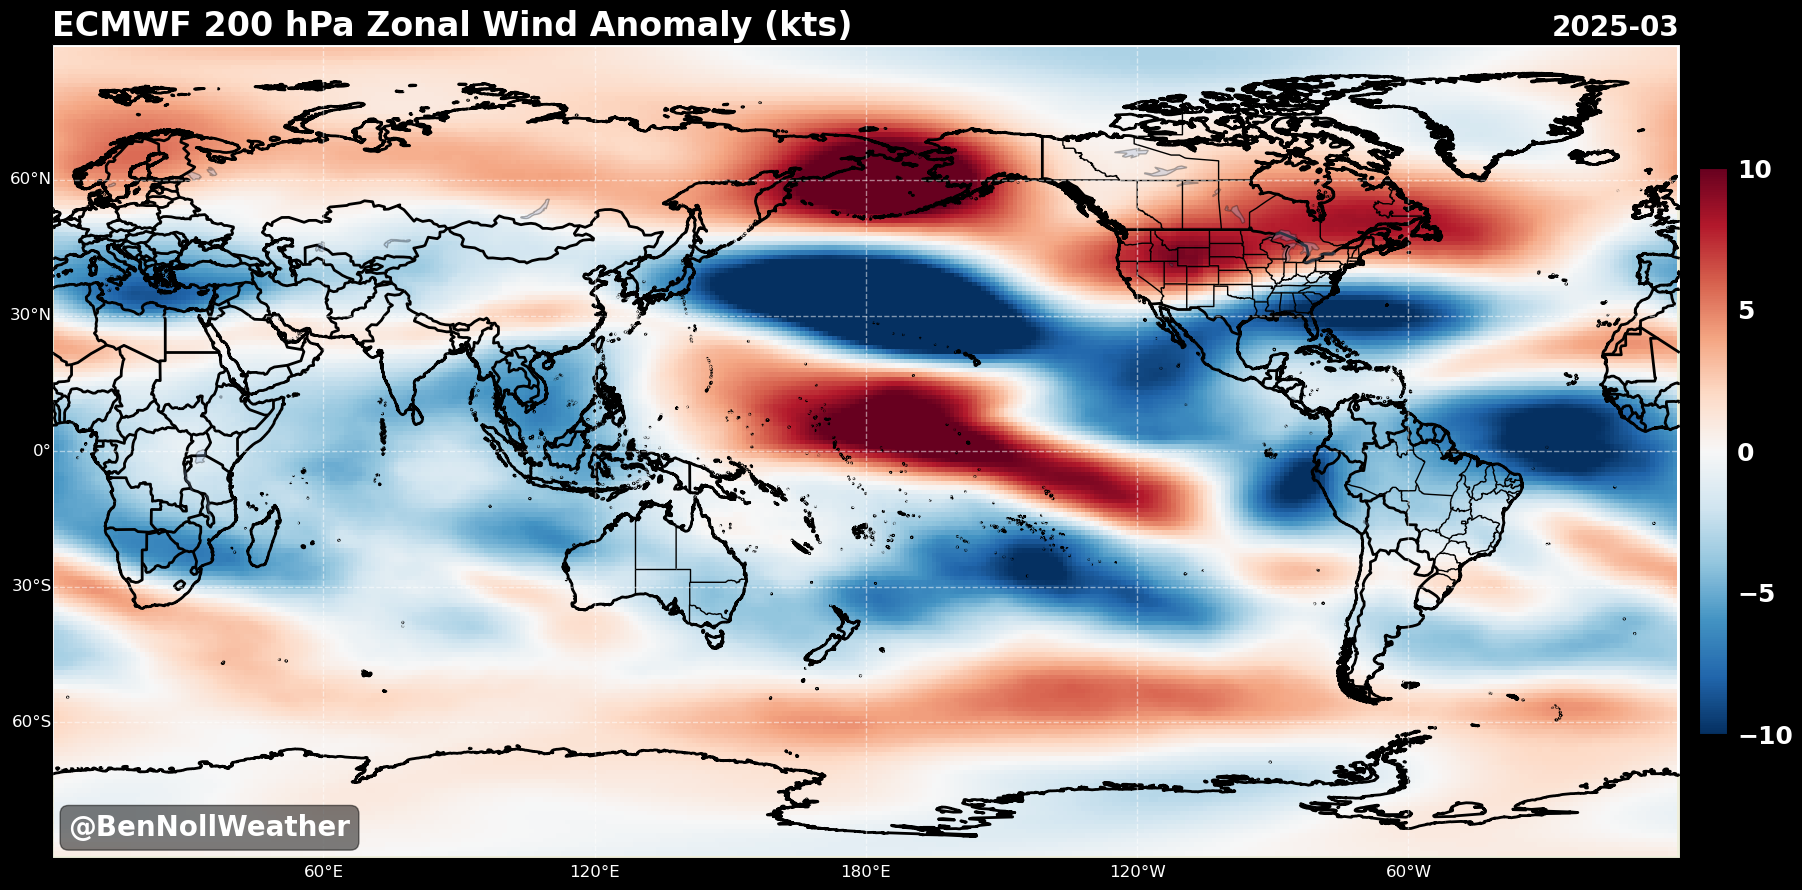 ECMWF 200 hPa Zonal Wind Anomaly (kts)
2025-03
60°N
30°N
0°
30°S
60°S
60°E
120°E
180°E
120°W
60°W
10
5
0
−5
−10
@BenNollWeather